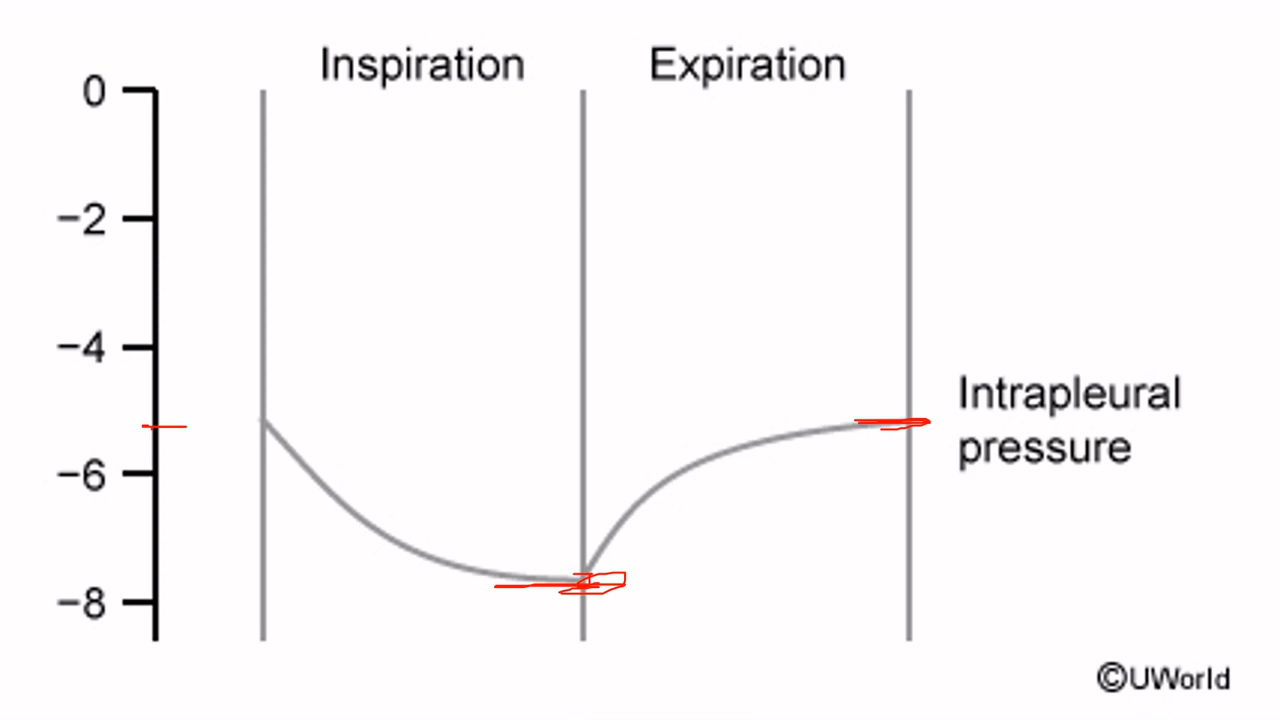 Inspiration
Expiration
0
−2
−4
−6
−8
Intrapleural
pressure
©UWorld